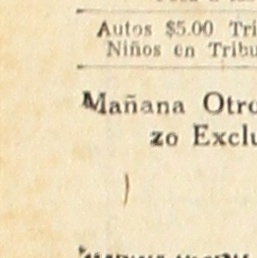 Autos $5.00 Tri
Niños en Tribu
Mañana Otro
zo Exclu